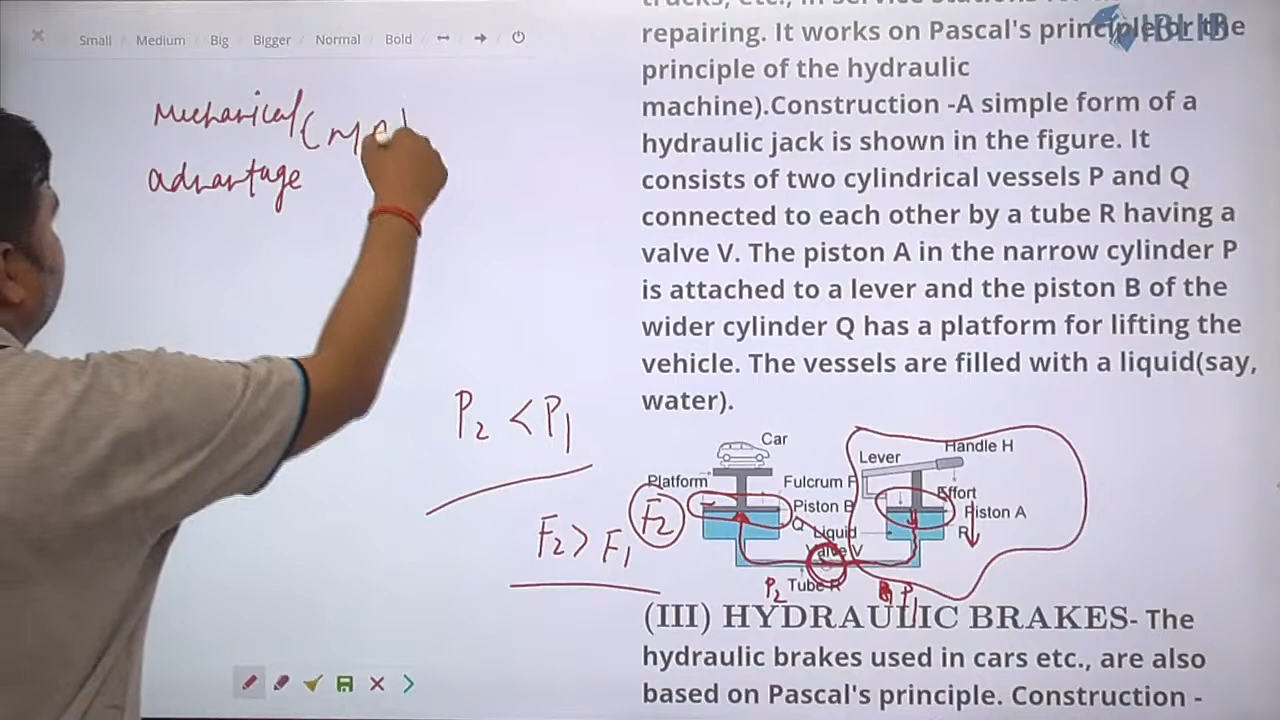 Small / Medium / Big / Bigger / Normal / Bold
Mechanical (MA)
advantage
P2 < P1
F2 > F1
repairing. It works on Pascal's principle or the
principle of the hydraulic
machine).Construction -A simple form of a
hydraulic jack is shown in the figure. It
consists of two cylindrical vessels P and Q
connected to each other by a tube R having a
valve V. The piston A in the narrow cylinder P
is attached to a lever and the piston B of the
wider cylinder Q has a platform for lifting the
vehicle. The vessels are filled with a liquid(say,
water).
Car
Handle H
Lever
Platform
Fulcrum F
Effort
F2
Piston B
Piston A
Q
Liquid
Valve V
Tube R
P2
P1
(III) HYDRAULIC BRAKES- The
hydraulic brakes used in cars etc., are also
based on Pascal's principle. Construction -